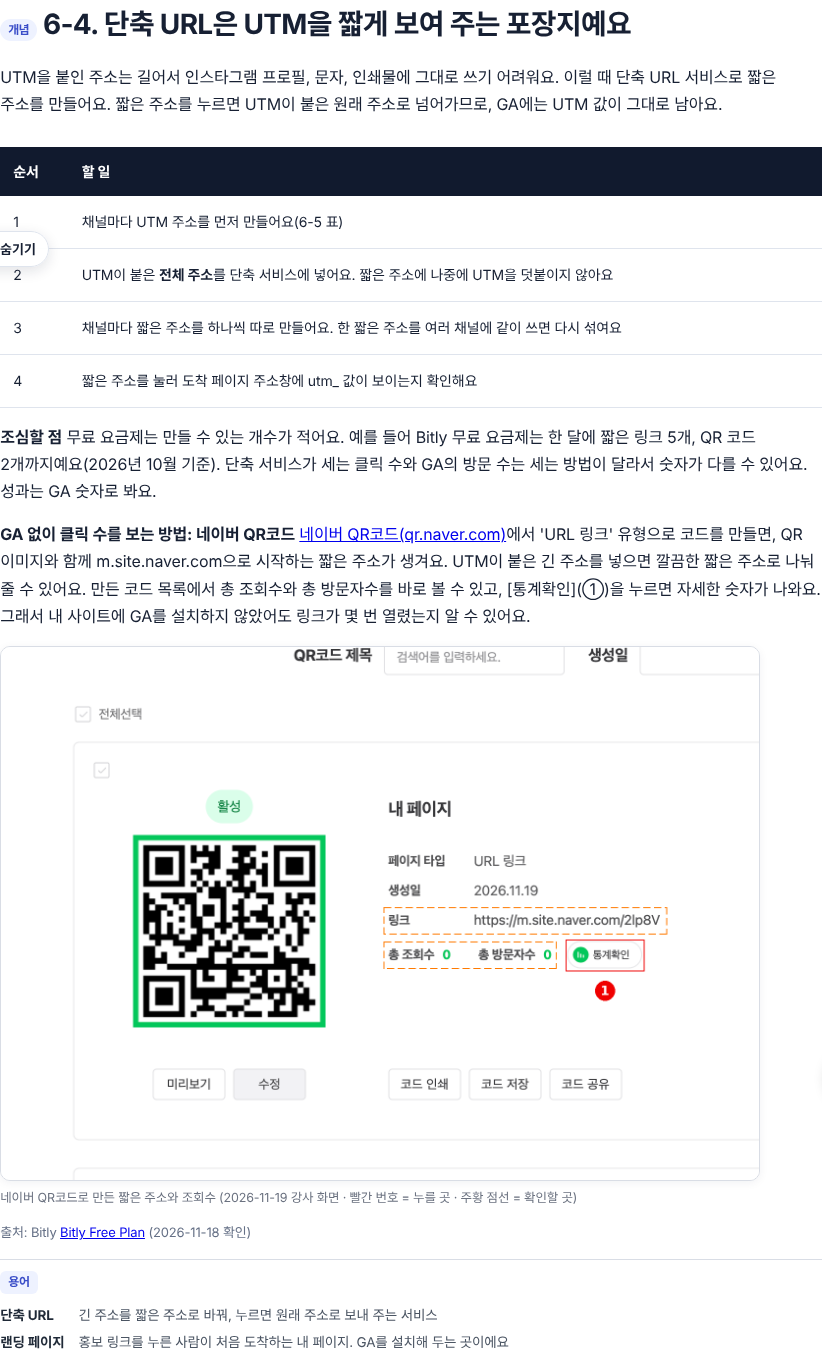 개념 6-4. 단축 URL은 UTM을 짧게 보여 주는 포장지예요
UTM을 붙인 주소는 길어서 인스타그램 프로필, 문자, 인쇄물에 그대로 쓰기 어려워요. 이럴 때 단축 URL 서비스로 짧은
주소를 만들어요. 짧은 주소를 누르면 UTM이 붙은 원래 주소로 넘어가므로, GA에는 UTM 값이 그대로 남아요.
순서 할 일
1 채널마다 UTM 주소를 먼저 만들어요(6-5 표)
숨기기
2 UTM이 붙은 전체 주소를 단축 서비스에 넣어요. 짧은 주소에 나중에 UTM을 덧붙이지 않아요
3 채널마다 짧은 주소를 하나씩 따로 만들어요. 한 짧은 주소를 여러 채널에 같이 쓰면 다시 섞여요
4 짧은 주소를 눌러 도착 페이지 주소창에 utm_ 값이 보이는지 확인해요
조심할 점 무료 요금제는 만들 수 있는 개수가 적어요. 예를 들어 Bitly 무료 요금제는 한 달에 짧은 링크 5개, QR 코드
2개까지예요(2026년 10월 기준). 단축 서비스가 세는 클릭 수와 GA의 방문 수는 세는 방법이 달라서 숫자가 다를 수 있어요.
성과는 GA 숫자로 봐요.
GA 없이 클릭 수를 보는 방법: 네이버 QR코드 네이버 QR코드(qr.naver.com)에서 'URL 링크' 유형으로 코드를 만들면, QR
이미지와 함께 m.site.naver.com으로 시작하는 짧은 주소가 생겨요. UTM이 붙은 긴 주소를 넣으면 깔끔한 짧은 주소로 나눠
줄 수 있어요. 만든 코드 목록에서 총 조회수와 총 방문자수를 바로 볼 수 있고, [통계확인](①)을 누르면 자세한 숫자가 나와요.
그래서 내 사이트에 GA를 설치하지 않았어도 링크가 몇 번 열렸는지 알 수 있어요.
QR코드 제목 검색어를 입력하세요. 생성일
전체선택
활성
내 페이지
페이지 타입 URL 링크
생성일 2026.11.19
링크 https://m.site.naver.com/2lp8V
총 조회수 0 총 방문자수 0 통계확인
1
미리보기 수정 코드 인쇄 코드 저장 코드 공유
네이버 QR코드로 만든 짧은 주소와 조회수 (2026-11-19 강사 화면 · 빨간 번호 = 누를 곳 · 주황 점선 = 확인할 곳)
출처: Bitly Bitly Free Plan (2026-11-18 확인)
용어
단축 URL 긴 주소를 짧은 주소로 바꿔, 누르면 원래 주소로 보내 주는 서비스
랜딩 페이지 홍보 링크를 누른 사람이 처음 도착하는 내 페이지. GA를 설치해 두는 곳이에요